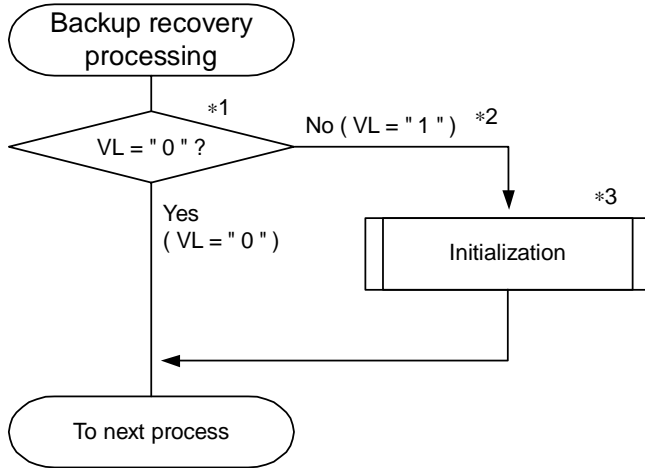 Backup recovery
processing
*1
VL = " 0 " ?
No ( VL = " 1 " )
*2
Yes
( VL = " 0 " )
*3
Initialization
To next process